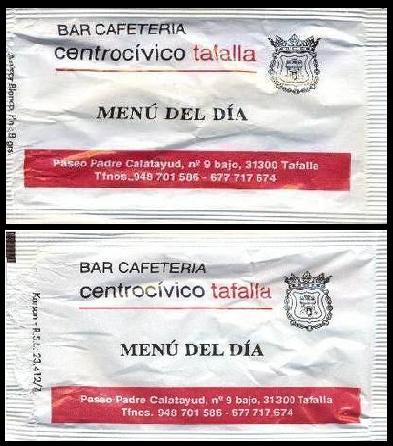 BAR CAFETERIA
centrocívico tafalla
MENÚ DEL DÍA
Paseo Padre Calatayud, nº 9 bajo, 31300 Tafalla
Tfnos. 948 701 586 - 677 717 674
BAR CAFETERIA
centrocívico tafalla
MENÚ DEL DÍA
Paseo Padre Calatayud, nº 9 bajo, 31300 Tafalla
Tfnos. 948 701 586 - 677 717 674